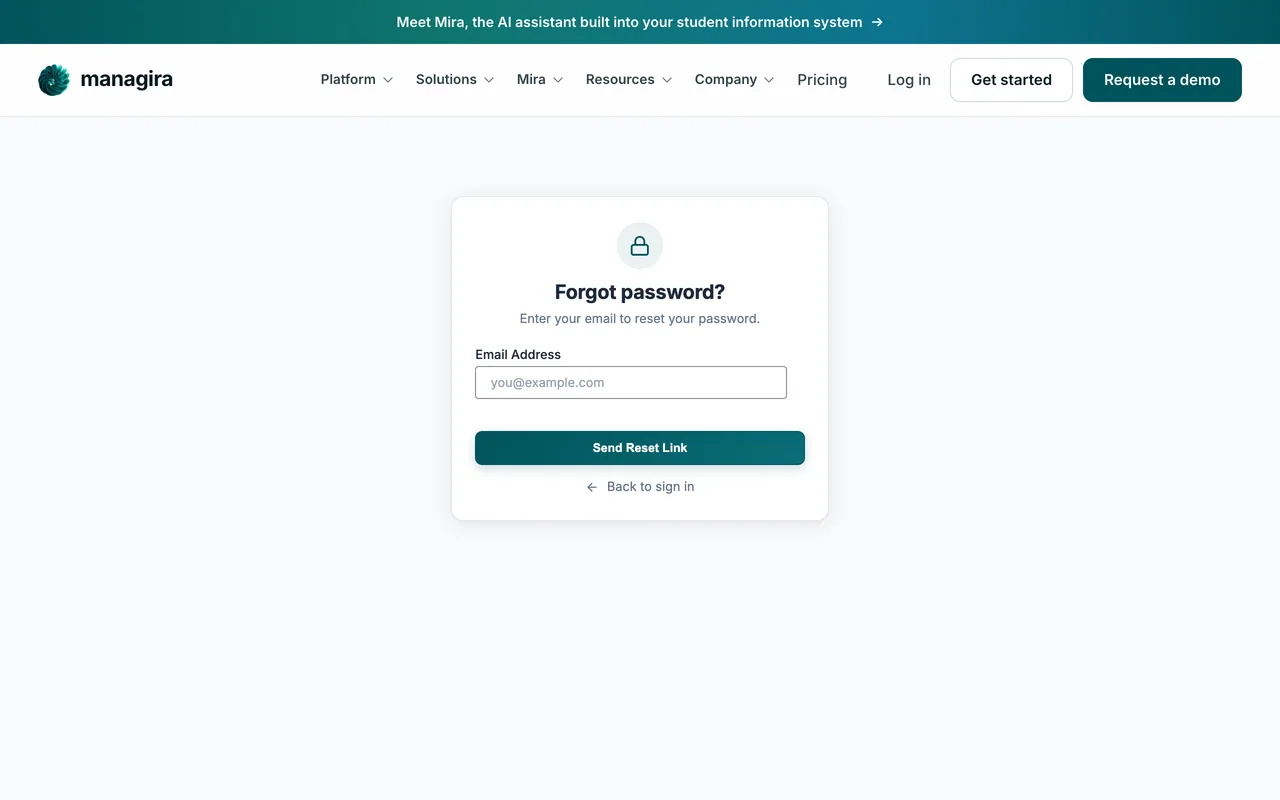 Meet Mira, the AI assistant built into your student information system →
managira
Platform
Solutions
Mira
Resources
Company
Pricing
Log in
Get started
Request a demo
Forgot password?
Enter your email to reset your password.
Email Address
you@example.com
Send Reset Link
← Back to sign in